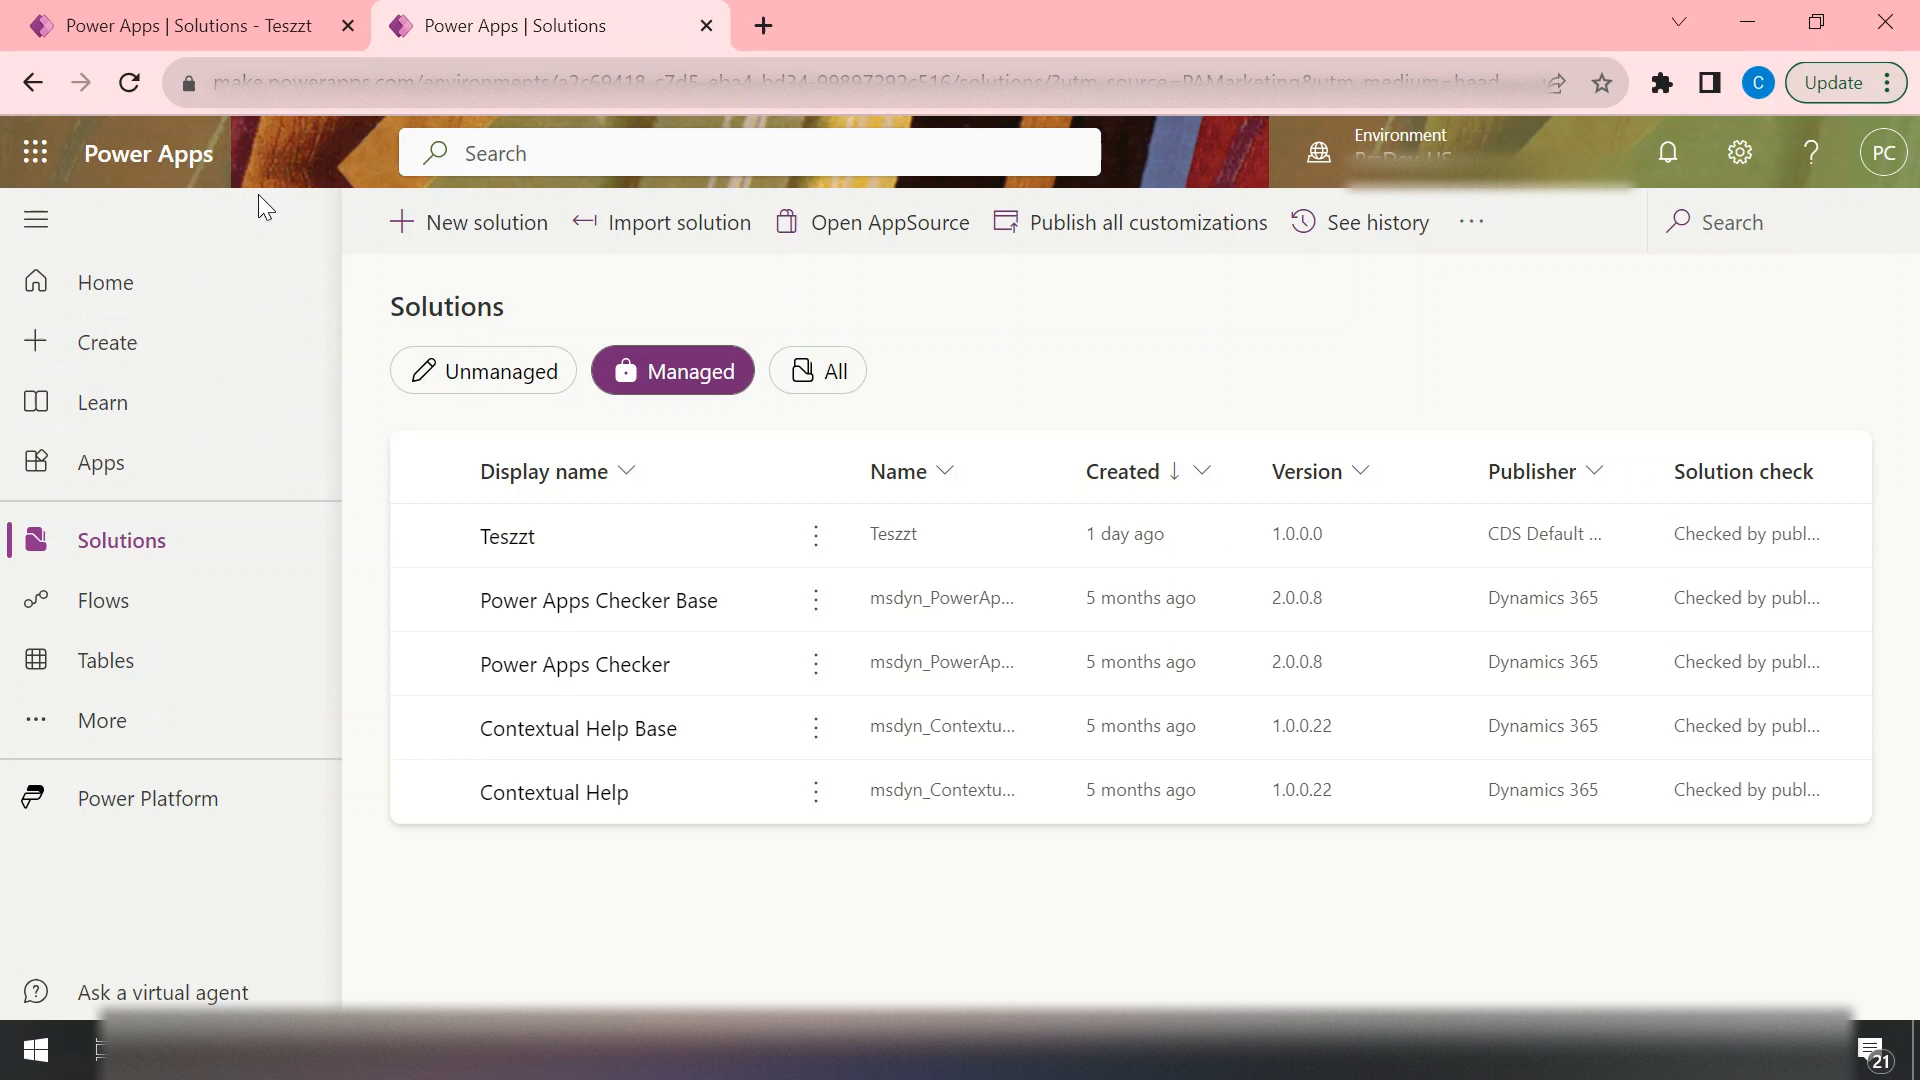 Power Apps | Solutions - Teszzt
Power Apps | Solutions
Update
C
Power Apps
Search
Environment
PC
New solution
Import solution
Open AppSource
Publish all customizations
See history
Search
Home
Create
Learn
Apps
Solutions
Flows
Tables
More
Power Platform
Ask a virtual agent
Solutions
Unmanaged
Managed
All
Display name Name Created Version Publisher Solution check
Teszzt Teszzt 1 day ago 1.0.0.0 CDS Default ... Checked by publ...
Power Apps Checker Base msdyn_PowerAp... 5 months ago 2.0.0.8 Dynamics 365 Checked by publ...
Power Apps Checker msdyn_PowerAp... 5 months ago 2.0.0.8 Dynamics 365 Checked by publ...
Contextual Help Base msdyn_Contextu... 5 months ago 1.0.0.22 Dynamics 365 Checked by publ...
Contextual Help msdyn_Contextu... 5 months ago 1.0.0.22 Dynamics 365 Checked by publ...
21